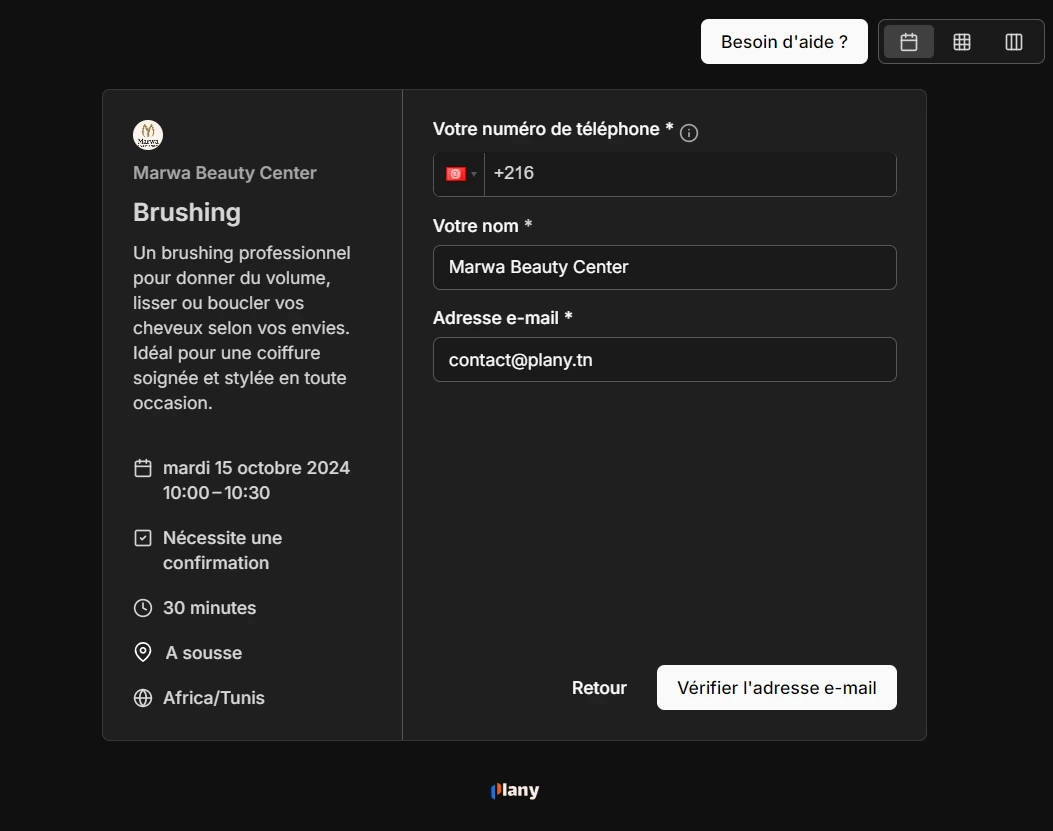 Besoin d'aide ?
Marwa
Marwa Beauty Center
Brushing
Un brushing professionnel
pour donner du volume,
lisser ou boucler vos
cheveux selon vos envies.
Idéal pour une coiffure
soignée et stylée en toute
occasion.
mardi 15 octobre 2024
10:00 – 10:30
Nécessite une
confirmation
30 minutes
A sousse
Africa/Tunis
Votre numéro de téléphone *
+216
Votre nom *
Marwa Beauty Center
Adresse e-mail *
contact@plany.tn
Retour
Vérifier l'adresse e-mail
plany